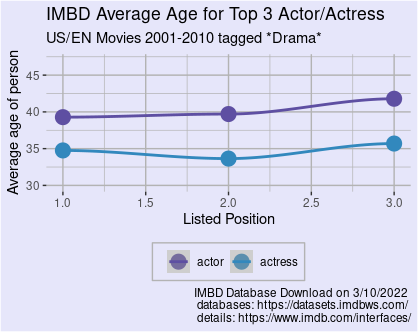 IMBD Average Age for Top 3 Actor/Actress
US/EN Movies 2001-2010 tagged *Drama*
Average age of person
45
40
35
30
1.0
1.5
2.0
2.5
3.0
Listed Position
actor
actress
IMBD Database Download on 3/10/2022
databases: https://datasets.imdbws.com/
details: https://www.imdb.com/interfaces/